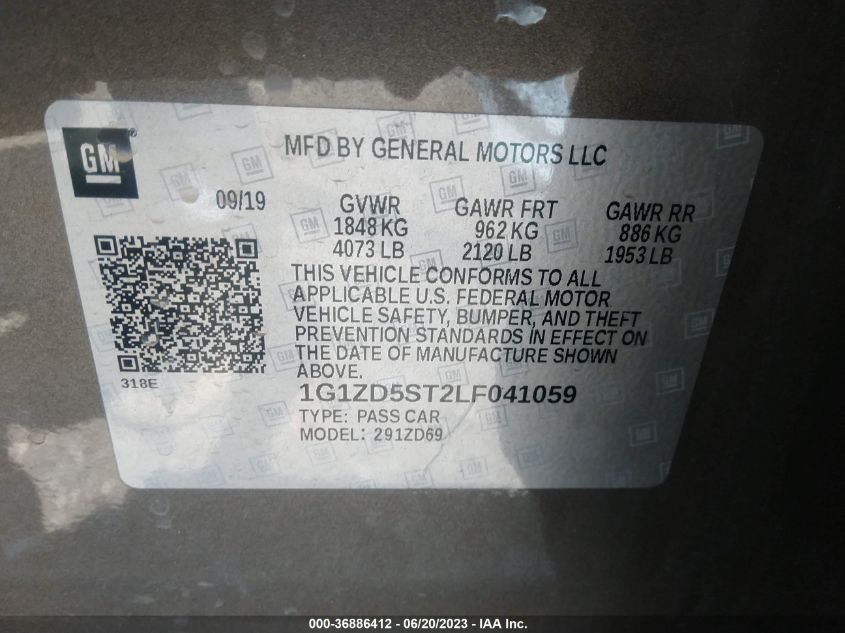 GM
MFD BY GENERAL MOTORS LLC
09/19 GVWR GAWR FRT GAWR RR
1848 KG 962 KG 886 KG
4073 LB 2120 LB 1953 LB
THIS VEHICLE CONFORMS TO ALL
APPLICABLE U.S. FEDERAL MOTOR
VEHICLE SAFETY, BUMPER, AND THEFT
PREVENTION STANDARDS IN EFFECT ON
THE DATE OF MANUFACTURE SHOWN
ABOVE.
318E
1G1ZD5ST2LF041059
TYPE: PASS CAR
MODEL: 291ZD69
000-36886412 - 06/20/2023 - IAA Inc.